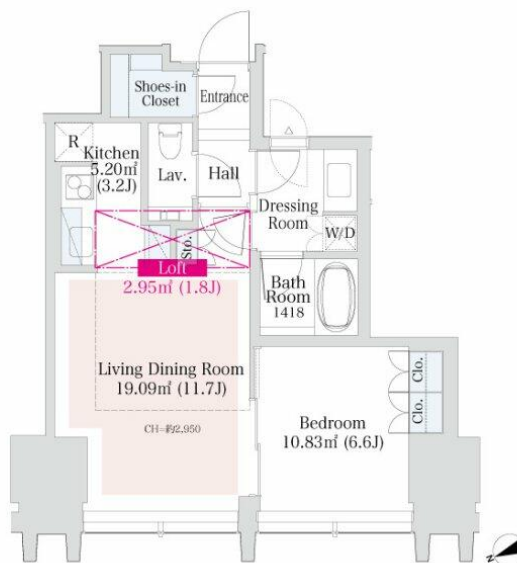 Shoes-in
Closet
Entrance
R
Kitchen
5.20㎡
(3.2J)
Lav.
Hall
Dressing
Room
W/D
Sto.
Loft
2.95㎡ (1.8J)
Bath
Room
1418
Living Dining Room
19.09㎡ (11.7J)
CH=約2,950
Bedroom
10.83㎡ (6.6J)
Clo.
Clo.
N